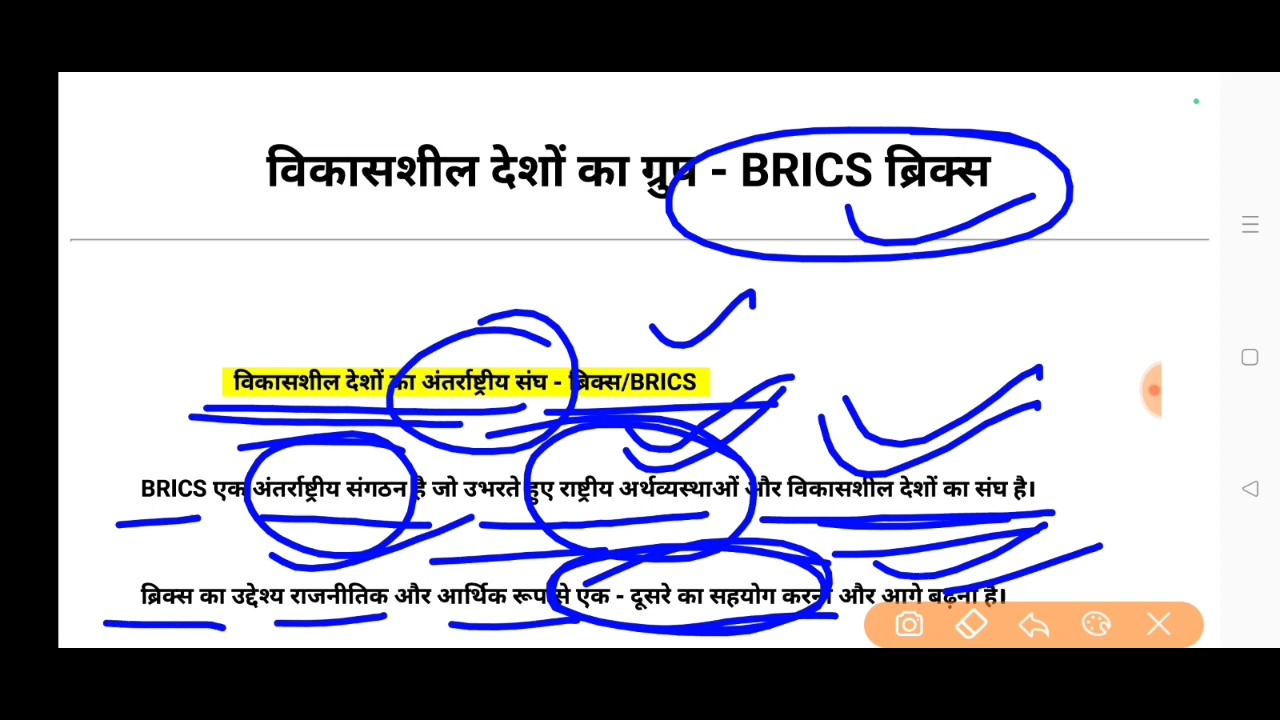 विकासशील देशों का ग्रुप - BRICS ब्रिक्स
विकासशील देशों का अंतर्राष्ट्रीय संघ - ब्रिक्स/BRICS
BRICS एक अंतर्राष्ट्रीय संगठन है जो उभरते हुए राष्ट्रीय अर्थव्यस्थाओं और विकासशील देशों का संघ है।
ब्रिक्स का उद्देश्य राजनीतिक और आर्थिक रूप से एक - दूसरे का सहयोग करना और आगे बढ़ना है।